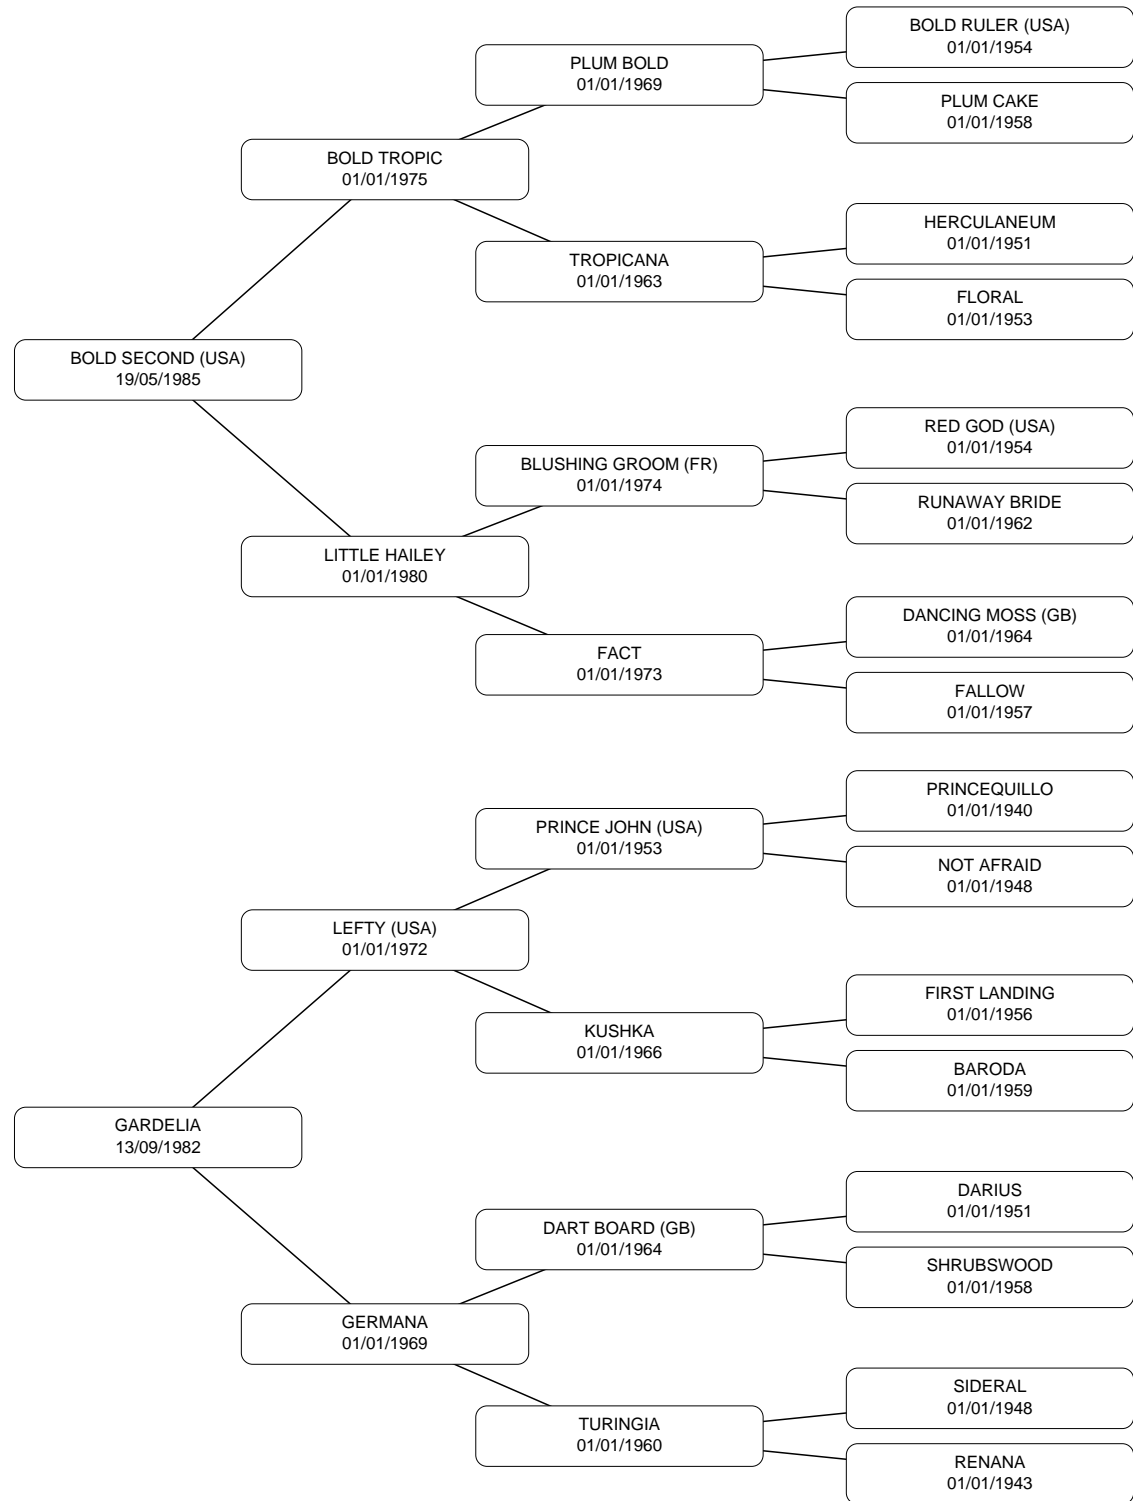 BOLD RULER (USA)
01/01/1954
PLUM BOLD
01/01/1969
PLUM CAKE
01/01/1958
BOLD TROPIC
01/01/1975
HERCULANEUM
01/01/1951
TROPICANA
01/01/1963
FLORAL
01/01/1953
BOLD SECOND (USA)
19/05/1985
RED GOD (USA)
01/01/1954
BLUSHING GROOM (FR)
01/01/1974
RUNAWAY BRIDE
01/01/1962
LITTLE HAILEY
01/01/1980
DANCING MOSS (GB)
01/01/1964
FACT
01/01/1973
FALLOW
01/01/1957
PRINCEQUILLO
01/01/1940
PRINCE JOHN (USA)
01/01/1953
NOT AFRAID
01/01/1948
LEFTY (USA)
01/01/1972
FIRST LANDING
01/01/1956
KUSHKA
01/01/1966
BARODA
01/01/1959
GARDELIA
13/09/1982
DARIUS
01/01/1951
DART BOARD (GB)
01/01/1964
SHRUBSWOOD
01/01/1958
GERMANA
01/01/1969
SIDERAL
01/01/1948
TURINGIA
01/01/1960
RENANA
01/01/1943